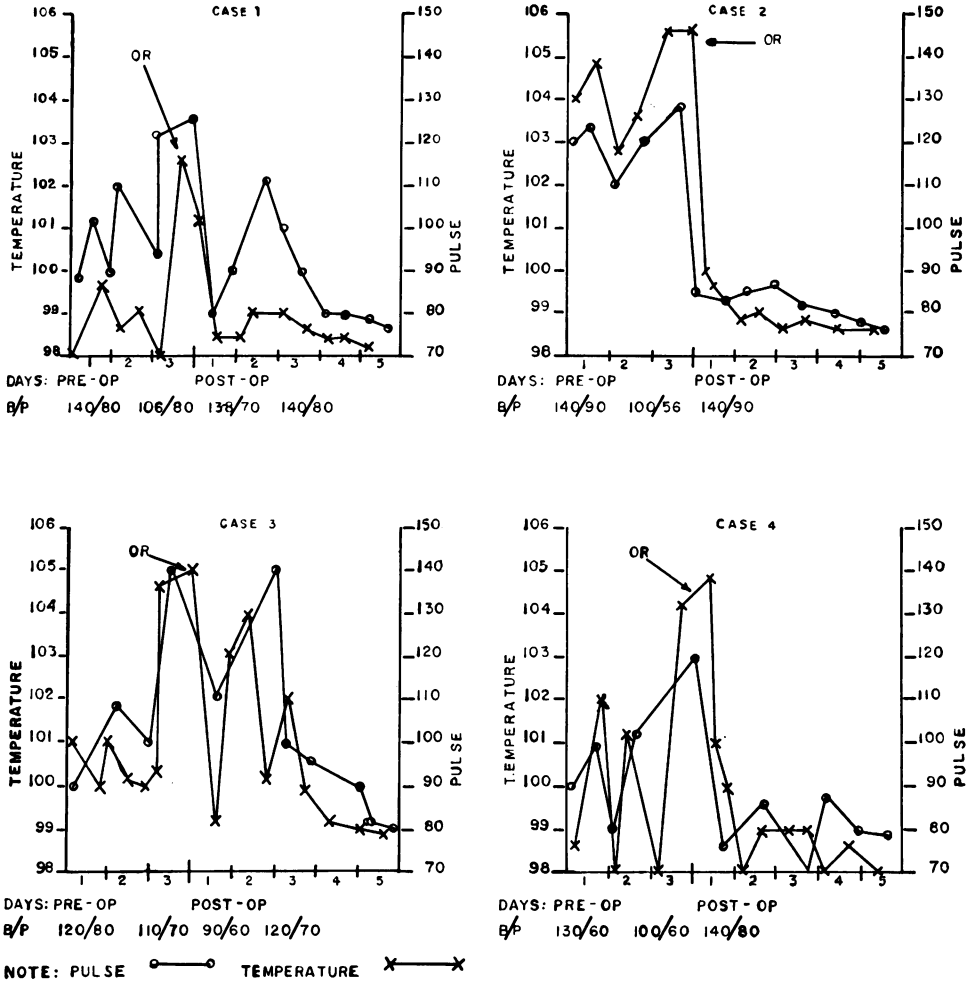 CASE 1
106 105 104 103 102 101 100 99 98
TEMPERATURE
OR
150 140 130 120 110 100 90 80 70
PULSE
2 3 1 2 3 4 5
DAYS: PRE-OP POST-OP
B/P 140/80 106/80 138/70 140/80
CASE 2
106 105 104 103 102 101 100 99 98
TEMPERATURE
OR
150 140 130 120 110 100 90 80 70
PULSE
1 2 3 1 2 3 4 5
DAYS: PRE-OP POST-OP
B/P 140/90 100/56 140/90
CASE 3
106 105 104 103 102 101 100 99 98
TEMPERATURE
OR
150 140 130 120 110 100 90 80 70
PULSE
1 2 3 1 2 3 4 5
DAYS: PRE-OP POST-OP
B/P 120/80 110/70 90/60 120/70
CASE 4
106 105 104 103 102 101 100 99 98
T.EMPERATURE
OR
150 140 130 120 110 100 90 80 70
PULSE
1 2 3 1 2 3 4 5
DAYS: PRE-OP POST-OP
B/P 130/60 100/60 140/80
NOTE: PULSE TEMPERATURE